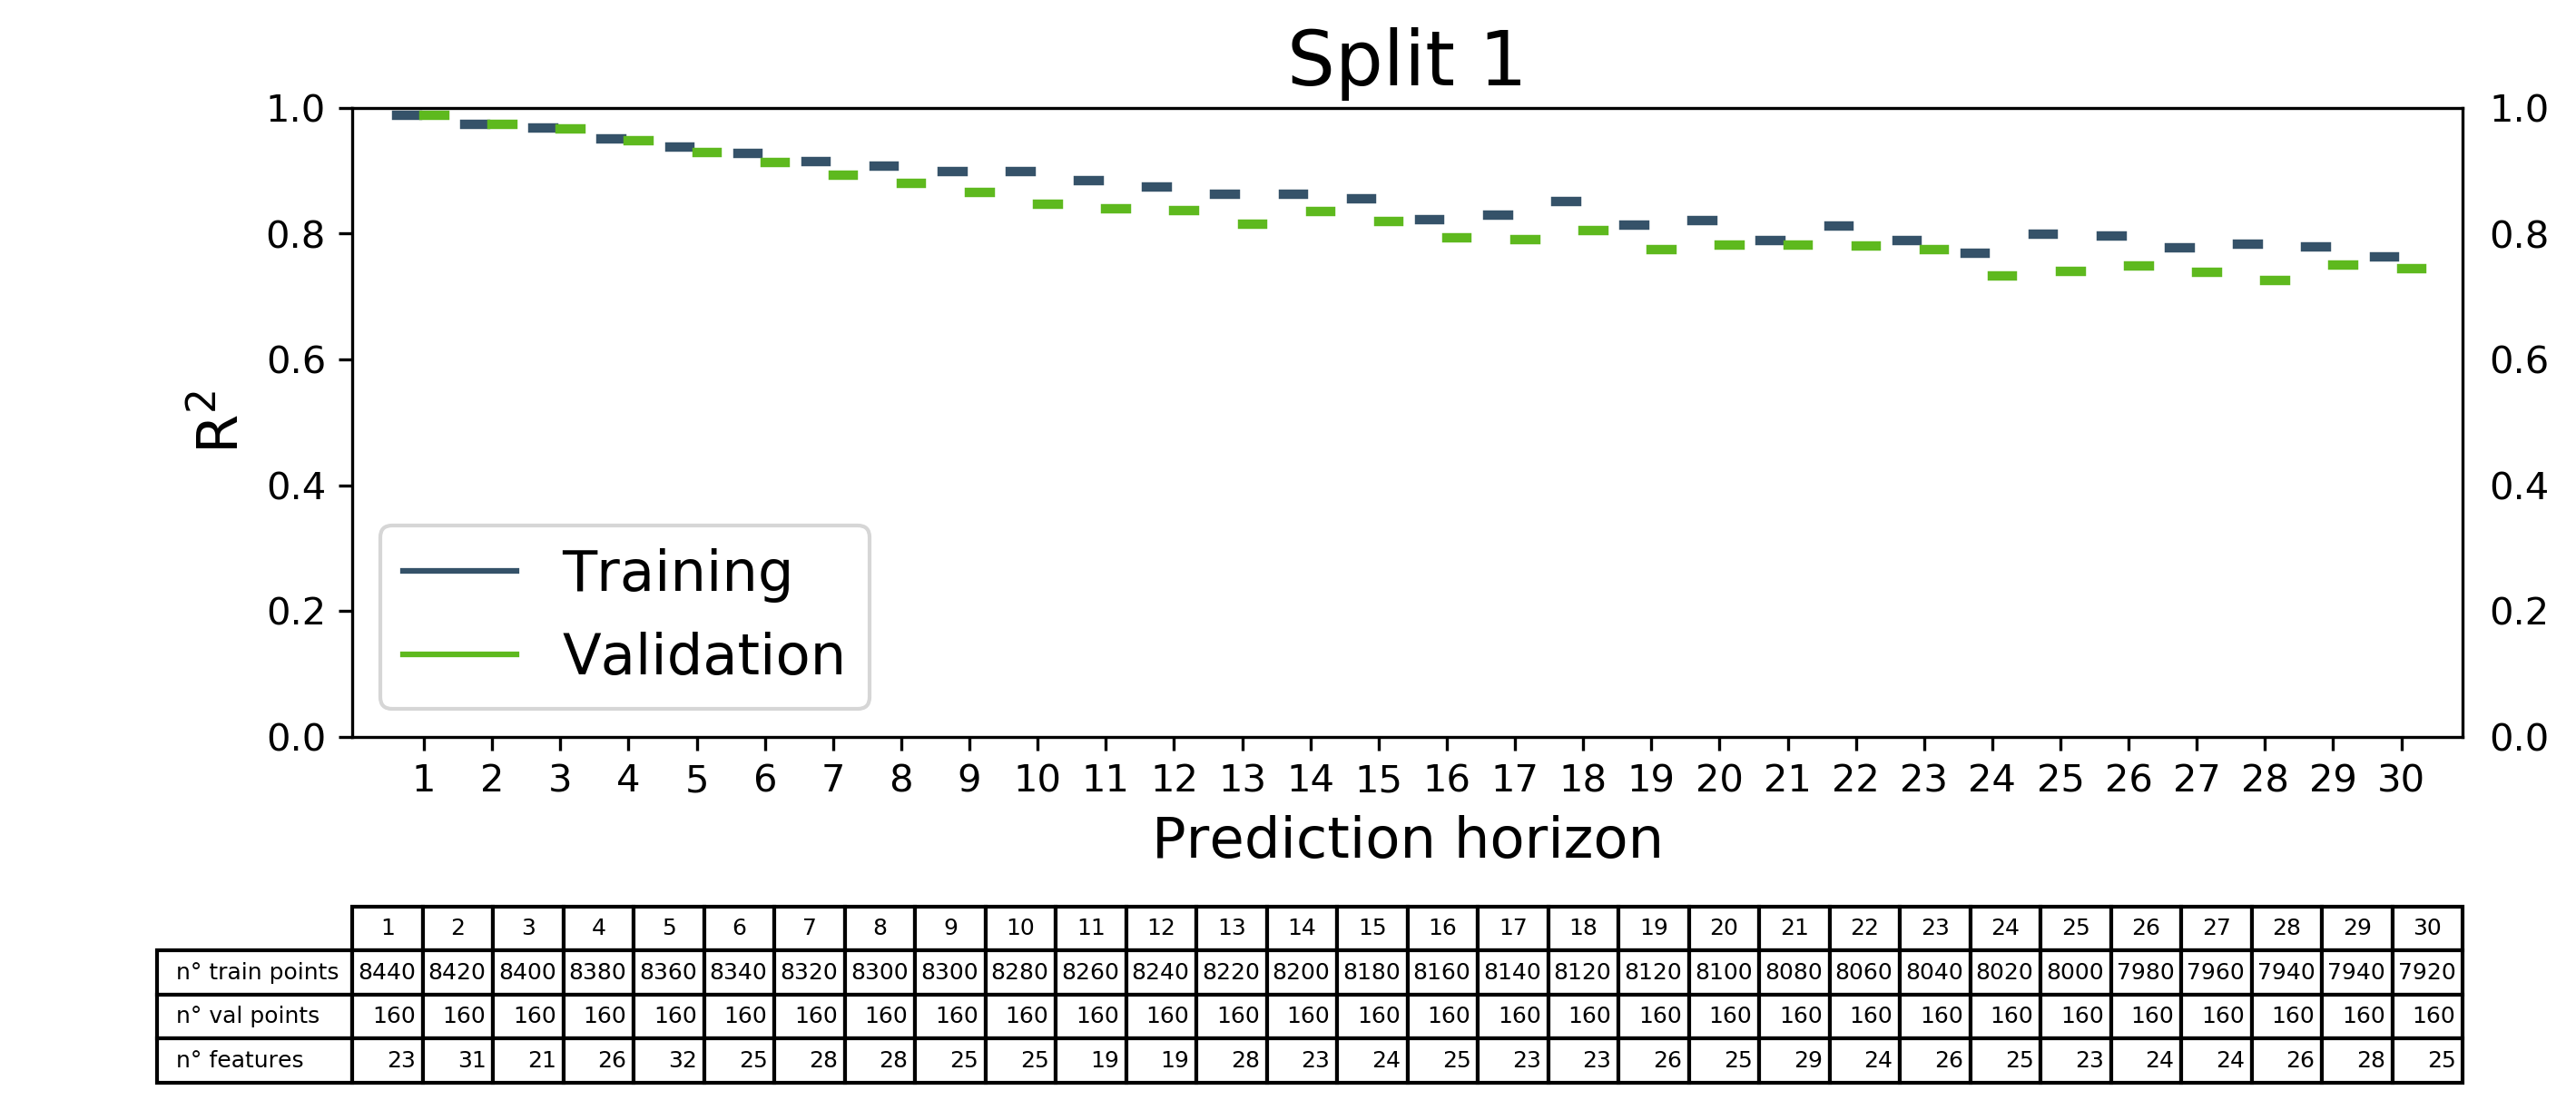 Split 1
1.0 1.0
0.8 0.8
0.6 0.6
R²
0.4 0.4
Training
0.2 0.2
Validation
0.0 0.0
1 2 3 4 5 6 7 8 9 10 11 12 13 14 15 16 17 18 19 20 21 22 23 24 25 26 27 28 29 30
Prediction horizon
1 2 3 4 5 6 7 8 9 10 11 12 13 14 15 16 17 18 19 20 21 22 23 24 25 26 27 28 29 30
n° train points 8440 8420 8400 8380 8360 8340 8320 8300 8300 8280 8260 8240 8220 8200 8180 8160 8140 8120 8120 8100 8080 8060 8040 8020 8000 7980 7960 7940 7940 7920
n° val points 160 160 160 160 160 160 160 160 160 160 160 160 160 160 160 160 160 160 160 160 160 160 160 160 160 160 160 160 160 160
n° features 23 31 21 26 32 25 28 28 25 25 19 19 28 23 24 25 23 23 26 25 29 24 26 25 23 24 24 26 28 25